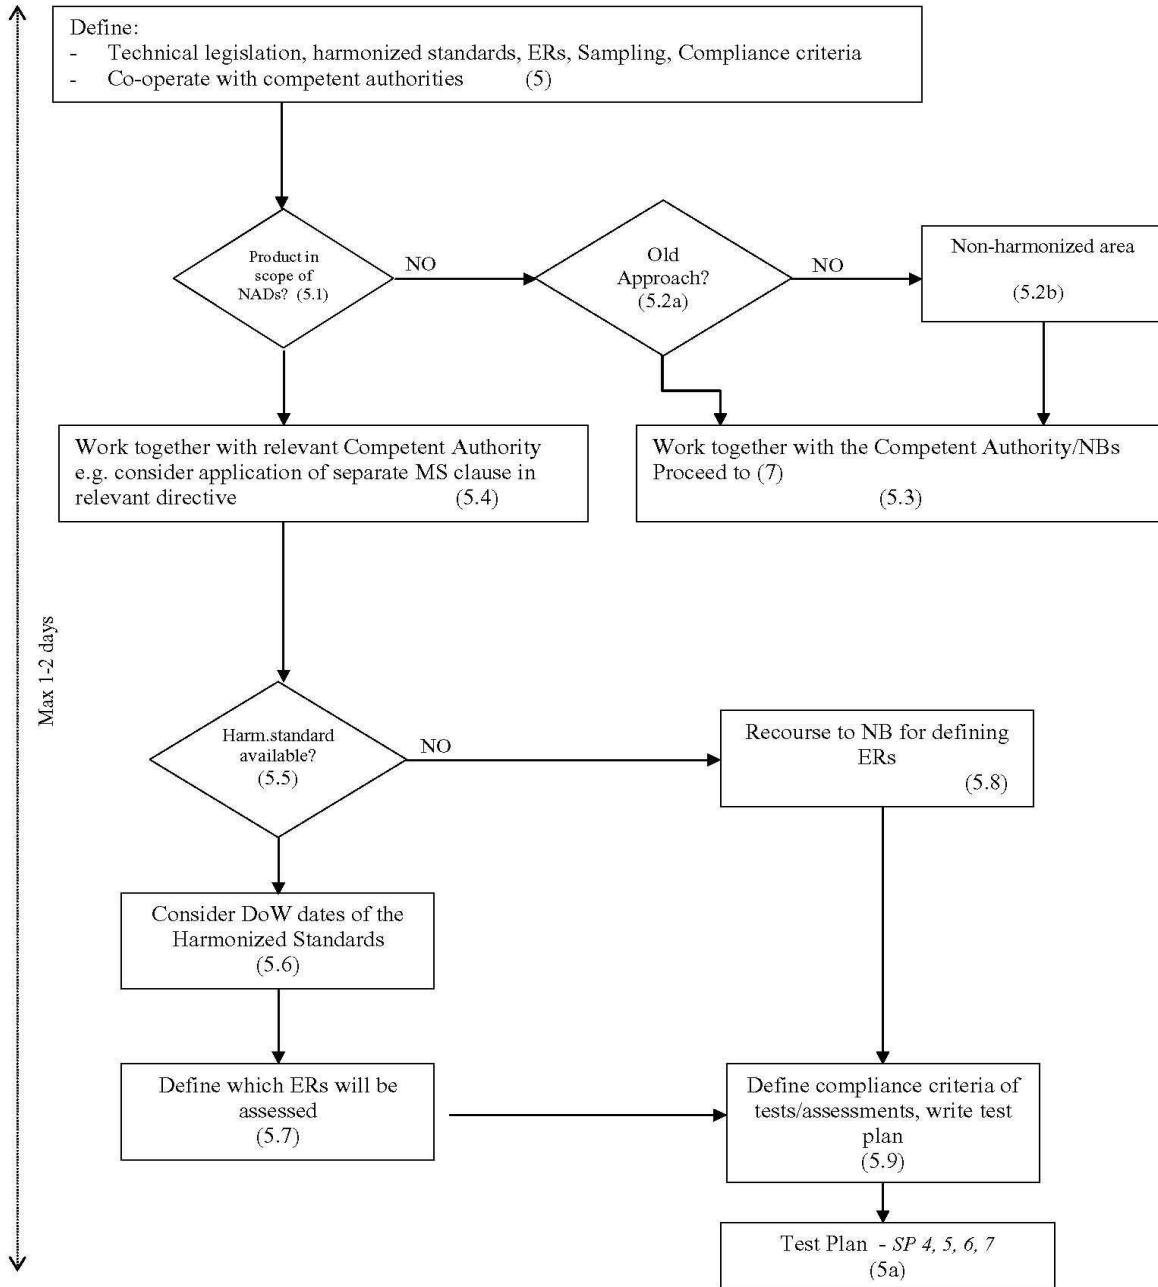 Define:
- Technical legislation, harmonized standards, ERs, Sampling, Compliance criteria
- Co-operate with competent authorities (5)
Product in
scope of
NADs? (5.1)
NO
Old
Approach?
(5.2a)
NO
Non-harmonized area
(5.2b)
Work together with relevant Competent Authority
e.g. consider application of separate MS clause in
relevant directive (5.4)
Work together with the Competent Authority/NBs
Proceed to (7)
(5.3)
Max 1-2 days
Harm.standard
available?
(5.5)
NO
Recourse to NB for defining
ERs
(5.8)
Consider DoW dates of the
Harmonized Standards
(5.6)
Define which ERs will be
assessed
(5.7)
Define compliance criteria of
tests/assessments, write test
plan
(5.9)
Test Plan - SP 4, 5, 6, 7
(5a)